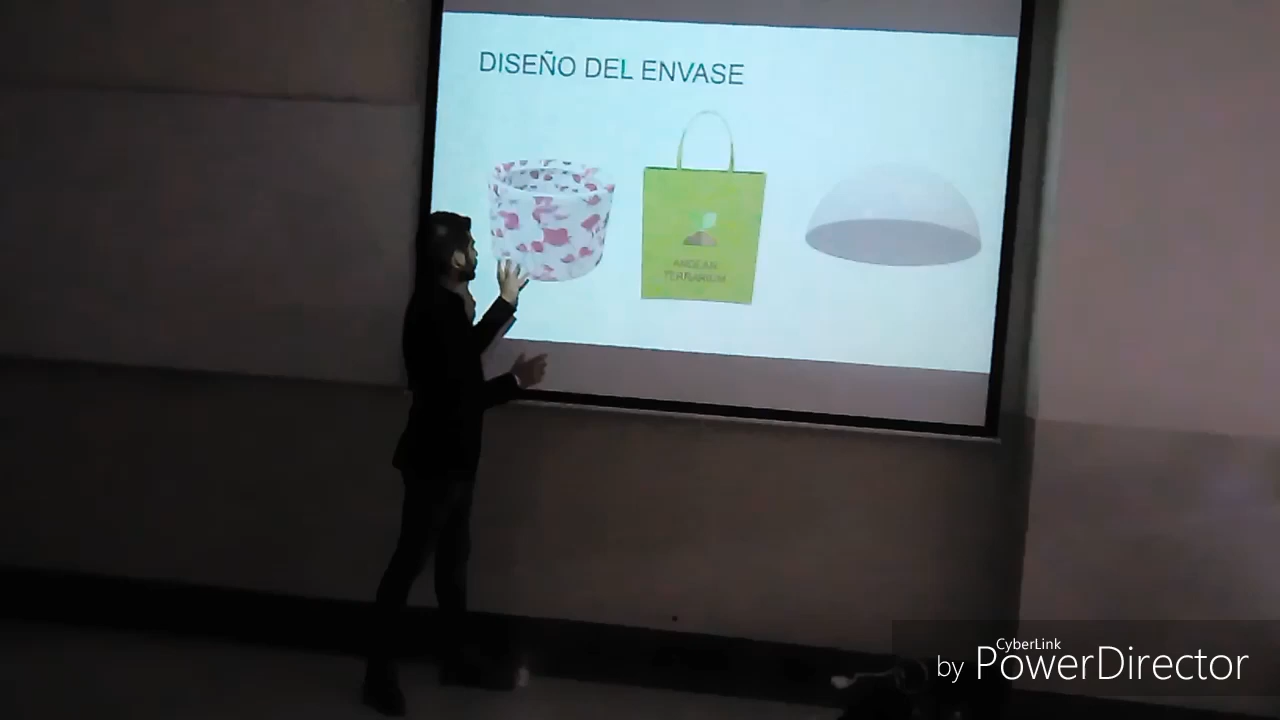 DISEÑO DEL ENVASE
ANDEAN
TERRARIUM
CyberLink
by PowerDirector